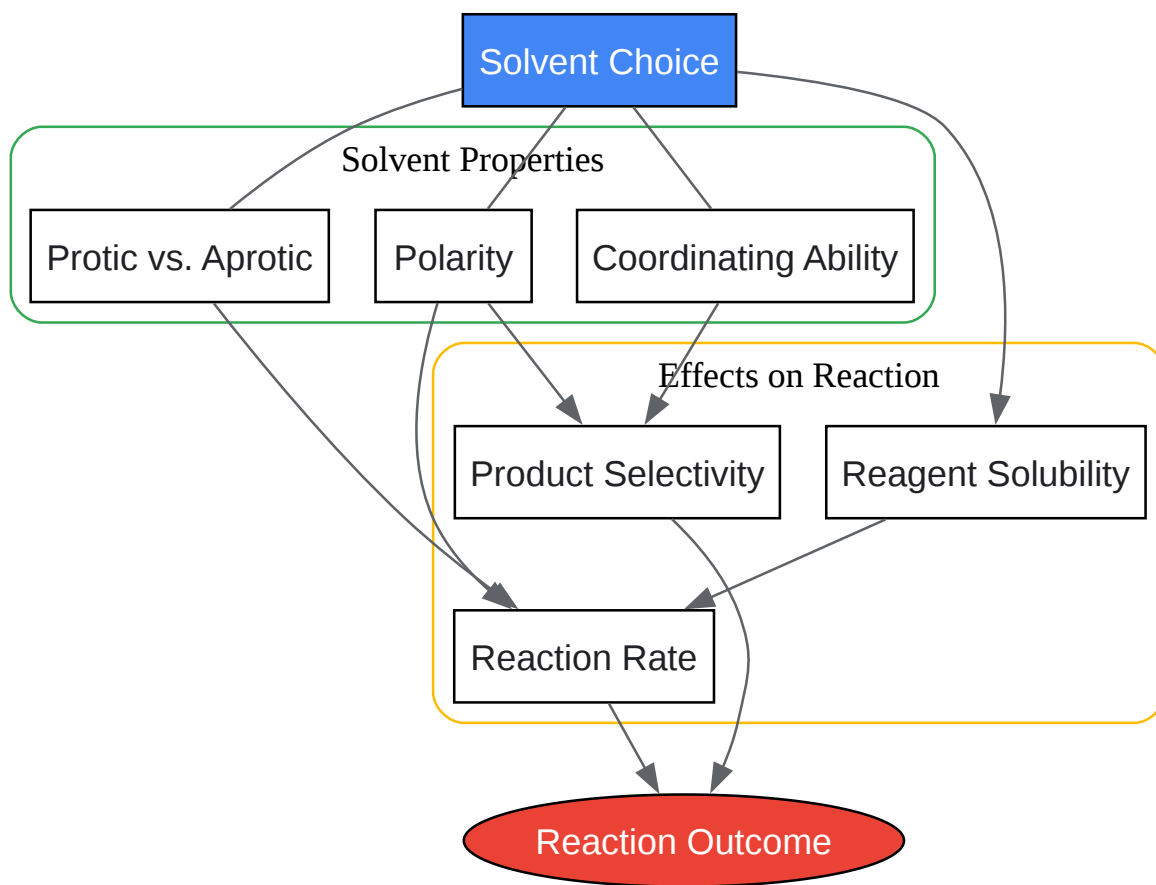 Solvent Choice
Solvent Properties
Protic vs. Aprotic
Polarity
Coordinating Ability
Effects on Reaction
Product Selectivity
Reagent Solubility
Reaction Rate
Reaction Outcome